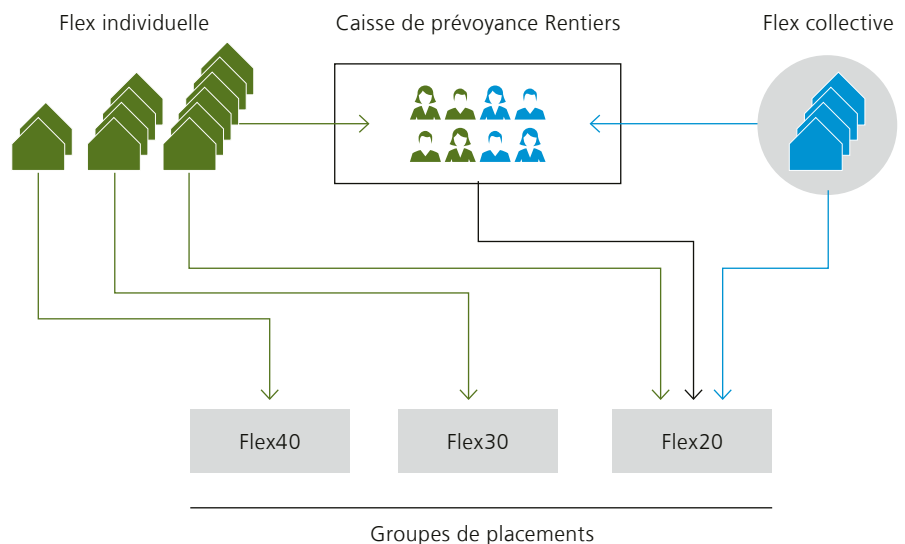 Flex individuelle
Caisse de prévoyance Rentiers
Flex collective
Flex40
Flex30
Flex20
Groupes de placements